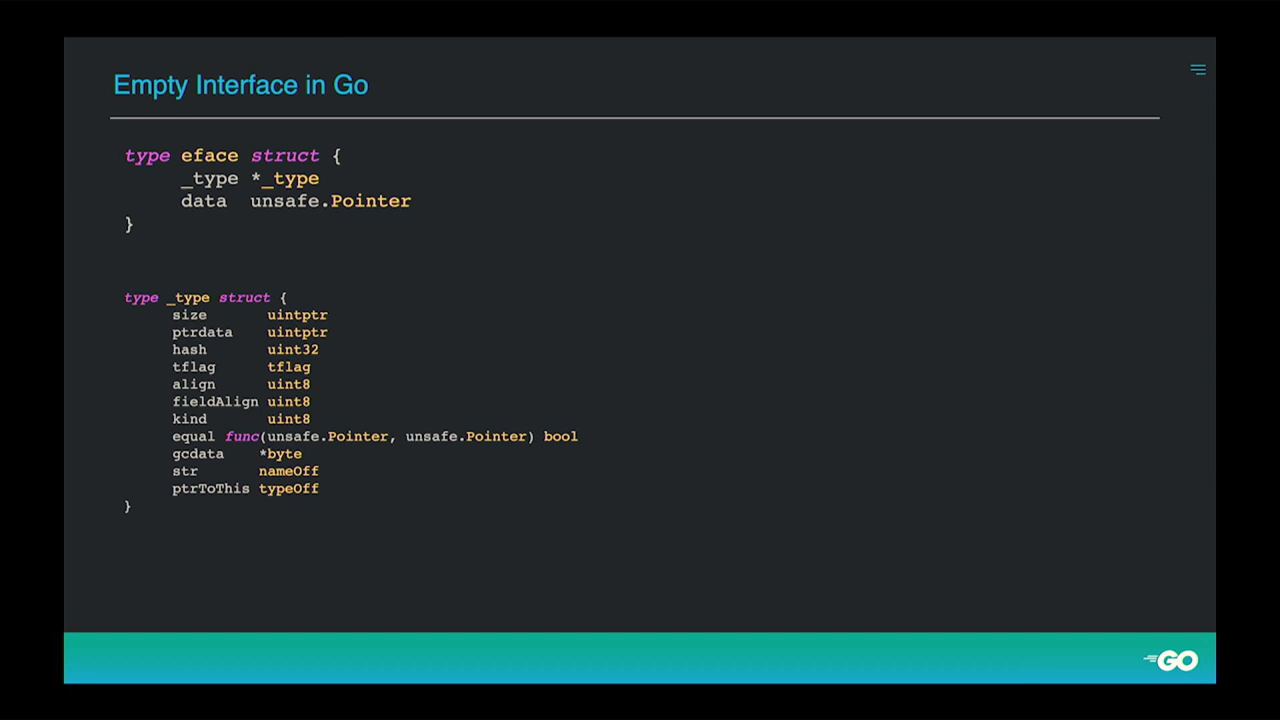 Empty Interface in Go
type eface struct {
     _type *_type
     data  unsafe.Pointer
}
type _type struct {
     size       uintptr
     ptrdata    uintptr
     hash       uint32
     tflag      tflag
     align      uint8
     fieldAlign uint8
     kind       uint8
     equal func(unsafe.Pointer, unsafe.Pointer) bool
     gcdata    *byte
     str       nameOff
     ptrToThis typeOff
}
GO